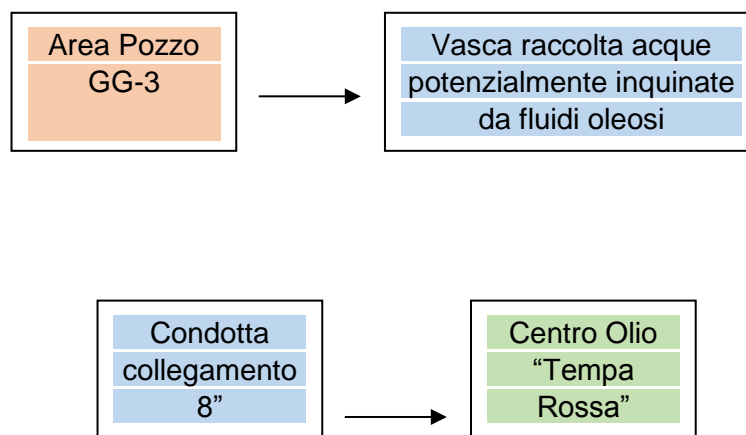 Area Pozzo
GG-3
Vasca raccolta acque
potenzialmente inquinate
da fluidi oleosi
Condotta
collegamento
8”
Centro Olio
“Tempa
Rossa”